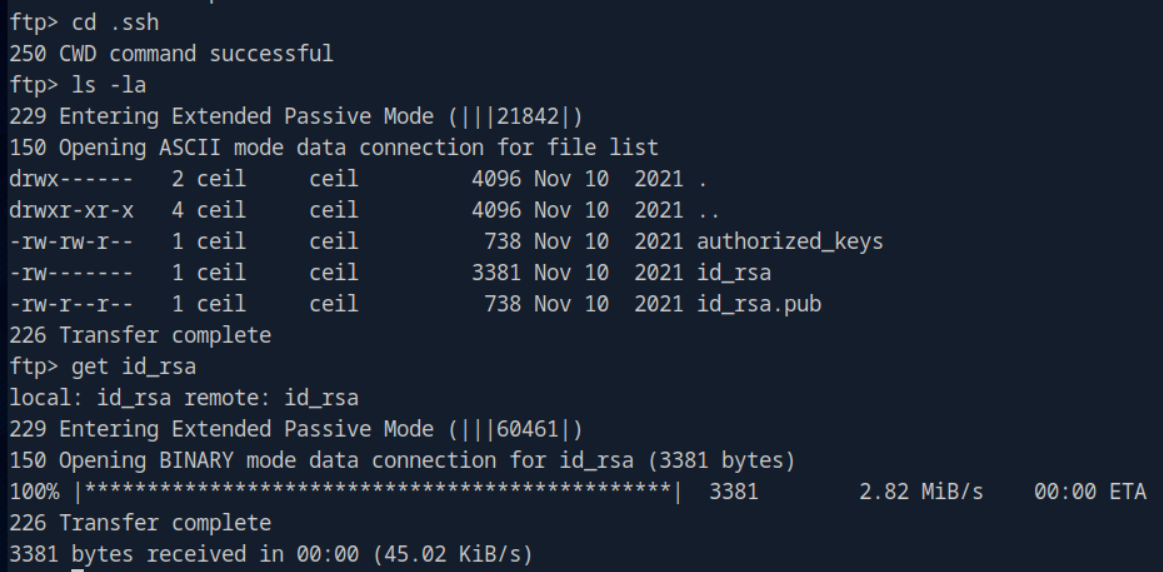 ftp> cd .ssh
250 CWD command successful
ftp> ls -la
229 Entering Extended Passive Mode (|||21842|)
150 Opening ASCII mode data connection for file list
drwx------   2 ceil     ceil         4096 Nov 10  2021 .
drwxr-xr-x   4 ceil     ceil         4096 Nov 10  2021 ..
-rw-rw-r--   1 ceil     ceil          738 Nov 10  2021 authorized_keys
-rw-------   1 ceil     ceil         3381 Nov 10  2021 id_rsa
-rw-r--r--   1 ceil     ceil          738 Nov 10  2021 id_rsa.pub
226 Transfer complete
ftp> get id_rsa
local: id_rsa remote: id_rsa
229 Entering Extended Passive Mode (|||60461|)
150 Opening BINARY mode data connection for id_rsa (3381 bytes)
100% |***********************************************|  3381        2.82 MiB/s    00:00 ETA
226 Transfer complete
3381 bytes received in 00:00 (45.02 KiB/s)